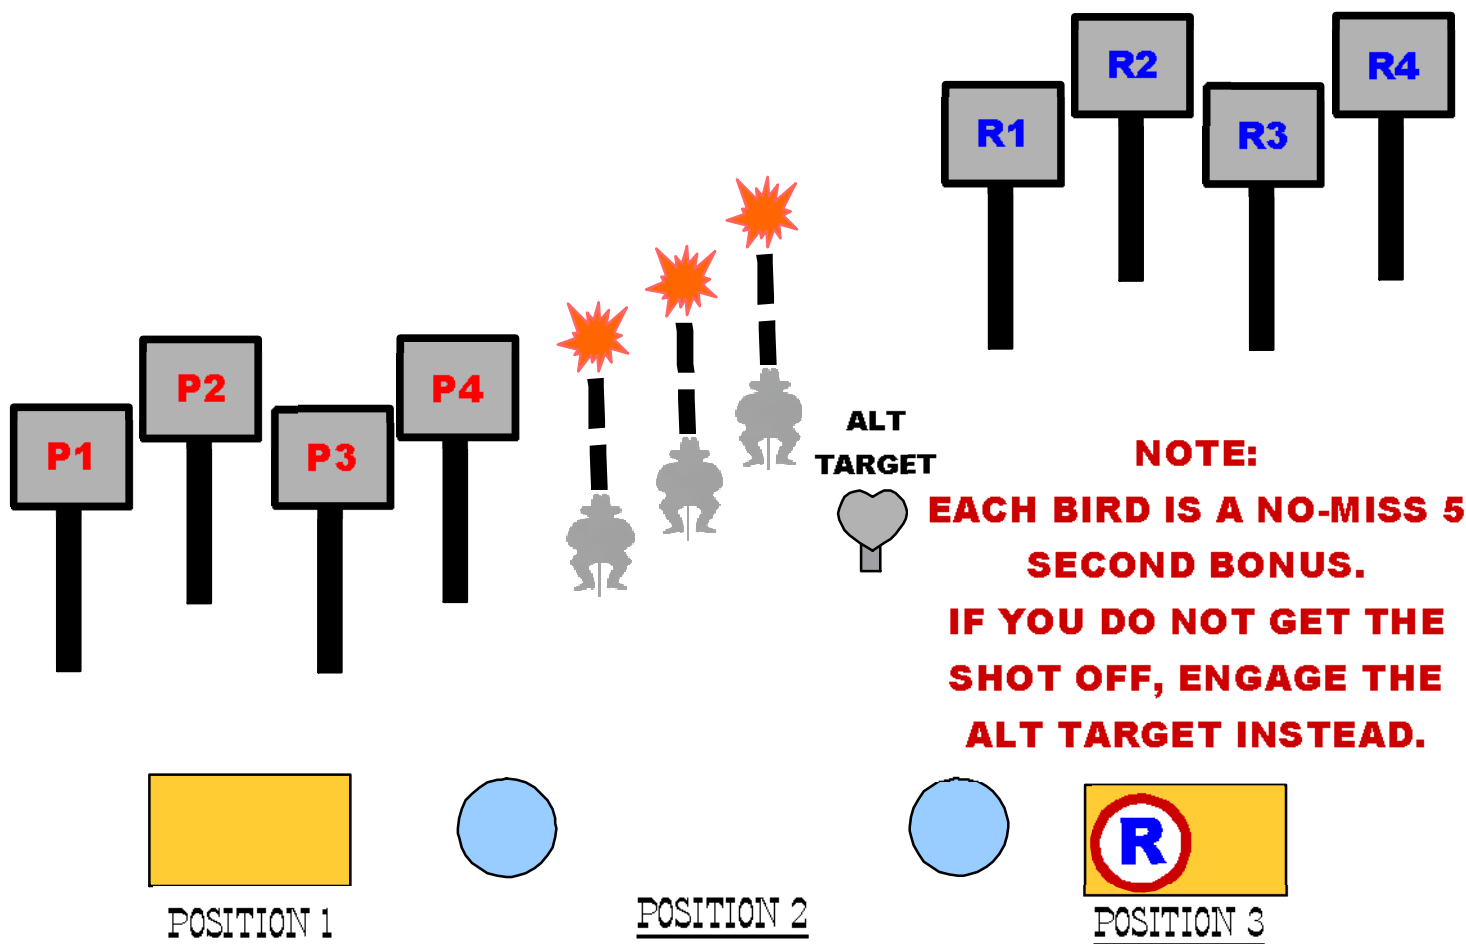 R2
R4
R1
R3
P2
P4
P1
P3
ALT
TARGET
NOTE:
EACH BIRD IS A NO-MISS 5
SECOND BONUS.
IF YOU DO NOT GET THE
SHOT OFF, ENGAGE THE
ALT TARGET INSTEAD.
R
POSITION 1
POSITION 2
POSITION 3